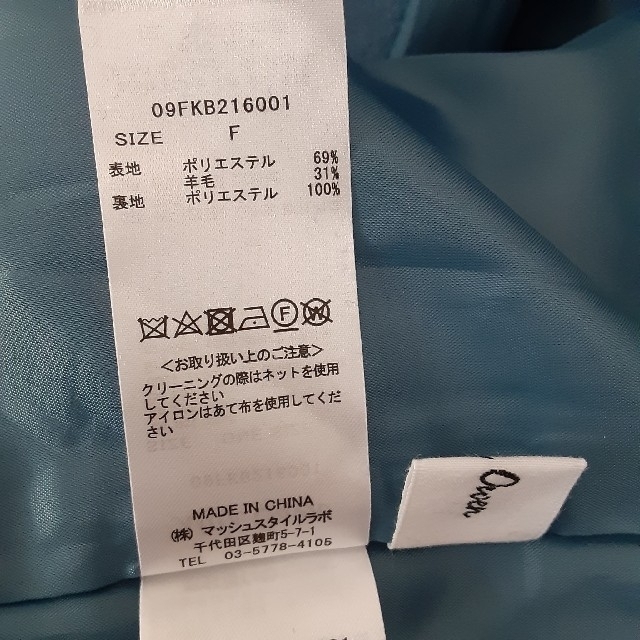 09FKB216001
SIZE F
表地 ポリエステル 69%
羊毛 31%
裏地 ポリエステル 100%
F W
<お取り扱い上のご注意>
クリーニングの際はネットを使用
してください
アイロンはあて布を使用してくだ
さい
MADE IN CHINA
(株) マッシュスタイルラボ
千代田区麹町5-7-1
TEL 03-5778-4105
Owen